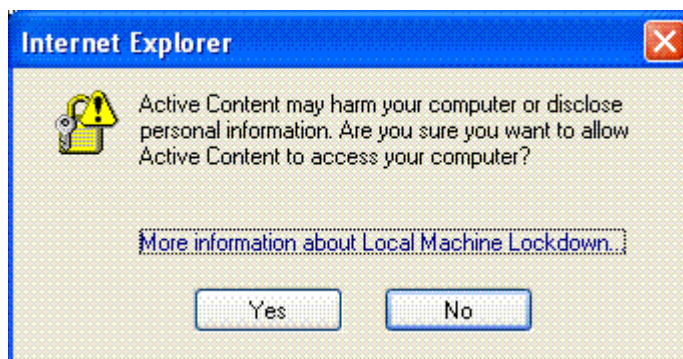 Internet Explorer
Active Content may harm your computer or disclose
personal information. Are you sure you want to allow
Active Content to access your computer?
More information about Local Machine Lockdown...
Yes No